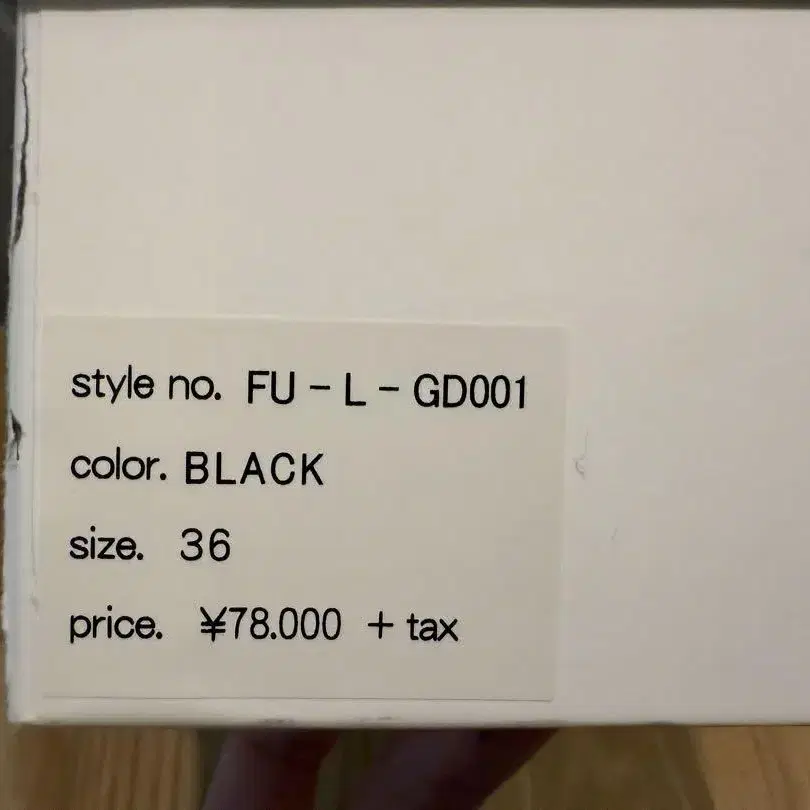 style no. FU - L - GD001
color. BLACK
size. 36
price. ¥78.000 + tax